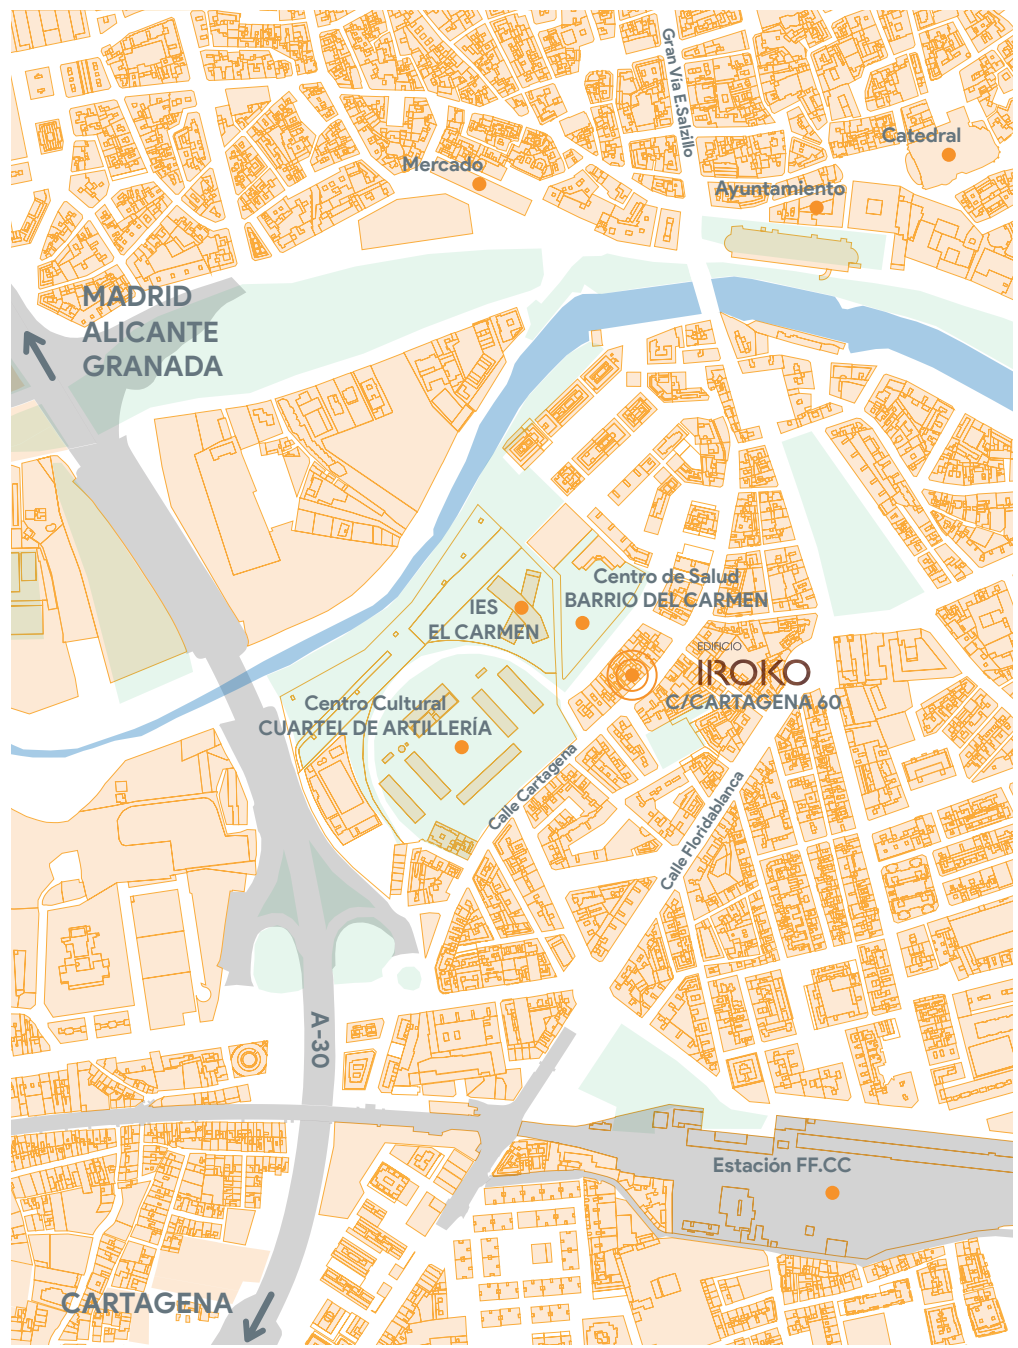 Gran Vía E.Salzillo
Catedral
Mercado
Ayuntamiento
MADRID
ALICANTE
GRANADA
Centro de Salud
BARRIO DEL CARMEN
IES
EL CARMEN
EDIFICIO
IROKO
C/CARTAGENA 60
Centro Cultural
CUARTEL DE ARTILLERÍA
Calle Cartagena
Calle Floridablanca
A-30
Estación FF.CC
CARTAGENA